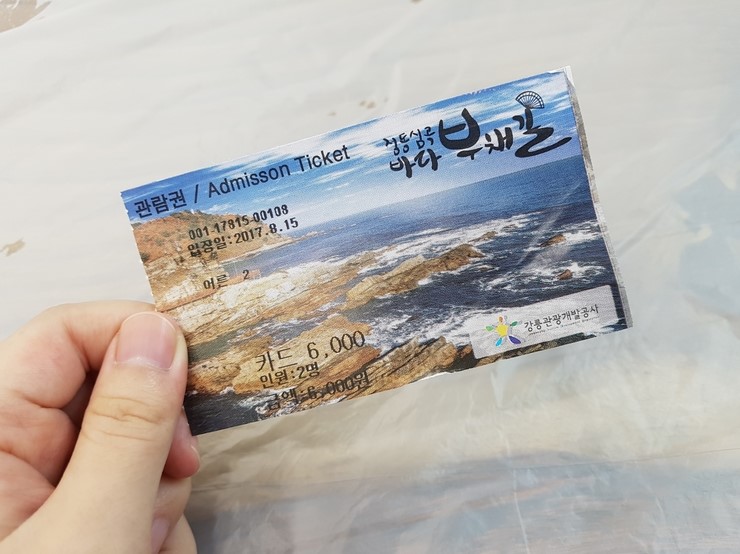 관람권 / Admisson Ticket
정동심곡
바다 부채길
001-17815-00108
입장일:2017.8.15
어른 2명
카드 6,000
인원:2명
금액:6,000원
강릉관광개발공사